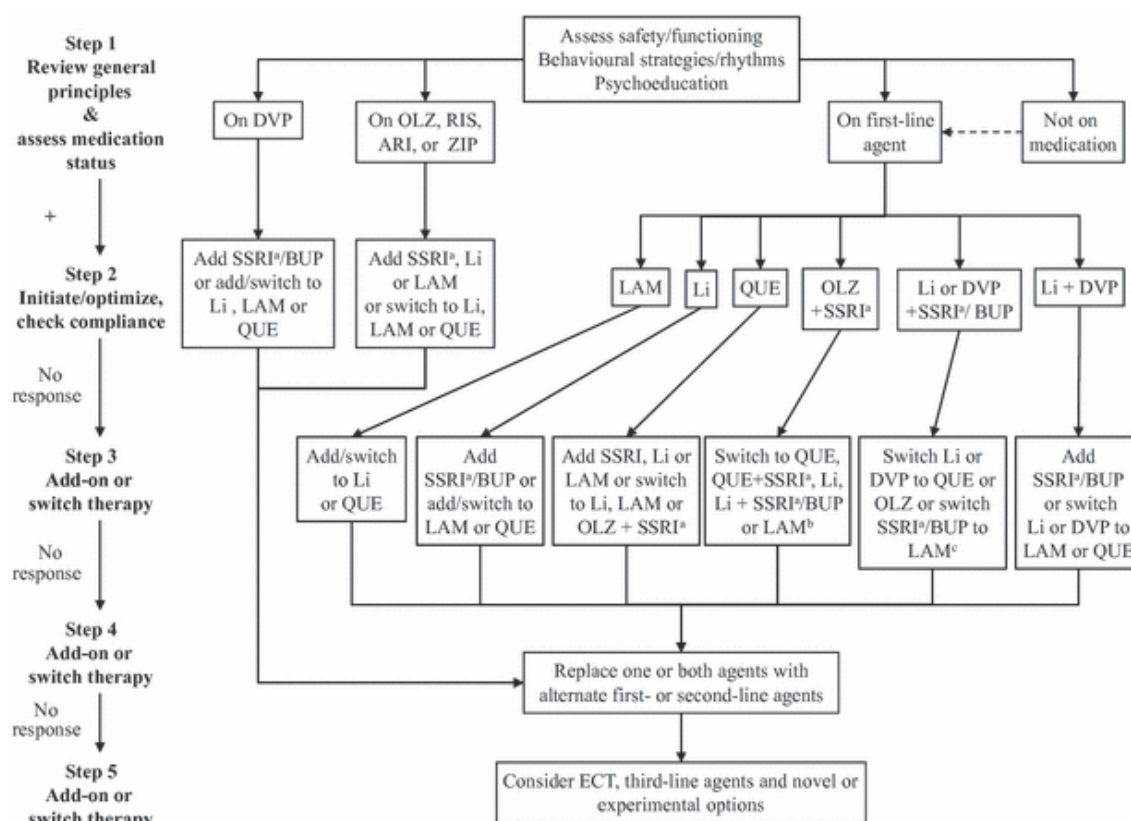 Step 1
Review general
principles
&
assess medication
status
+
Step 2
Initiate/optimize,
check compliance
No
response
Step 3
Add-on or
switch therapy
No
response
Step 4
Add-on or
switch therapy
No
response
Step 5
Add-on or
switch therapy
Assess safety/functioning
Behavioural strategies/rhythms
Psychoeducation
On DVP
On OLZ, RIS,
ARI, or ZIP
On first-line
agent
Not on
medication
Add SSRIᵃ/BUP
or add/switch to
Li , LAM or
QUE
Add SSRIᵃ, Li
or LAM
or switch to Li,
LAM or QUE
LAM
Li
QUE
OLZ
+SSRIᵃ
Li or DVP
+SSRIᵃ/ BUP
Li + DVP
Add/switch
to Li
or QUE
Add
SSRIᵃ/BUP or
add/switch to
LAM or QUE
Add SSRI, Li or
LAM or switch
to Li, LAM or
OLZ + SSRIᵃ
Switch to QUE,
QUE+SSRIᵃ, Li,
Li + SSRIᵃ/BUP
or LAMᵇ
Switch Li or
DVP to QUE or
OLZ or switch
SSRIᵃ/BUP to
LAMᶜ
Add
SSRIᵃ/BUP
or switch
Li or DVP to
LAM or QUE
Replace one or both agents with
alternate first- or second-line agents
Consider ECT, third-line agents and novel or
experimental options